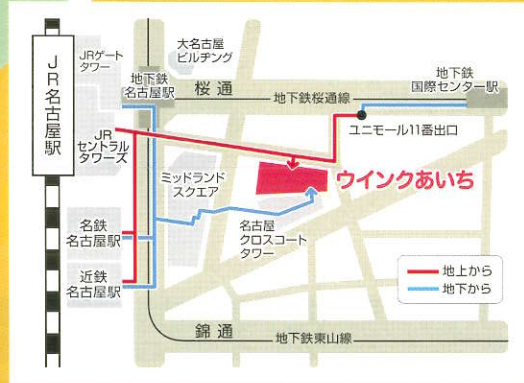 JRゲート
タワー
大名古屋
ビルヂング
地下鉄
名古屋駅
桜通
地下鉄桜通線
地下鉄
国際センター駅
ユニモール11番出口
JR名古屋駅
JR
セントラル
タワーズ
ミッドランド
スクエア
ウインクあいち
名鉄
名古屋駅
名古屋
クロスコート
タワー
近鉄
名古屋駅
地上から
地下から
錦通
地下鉄東山線